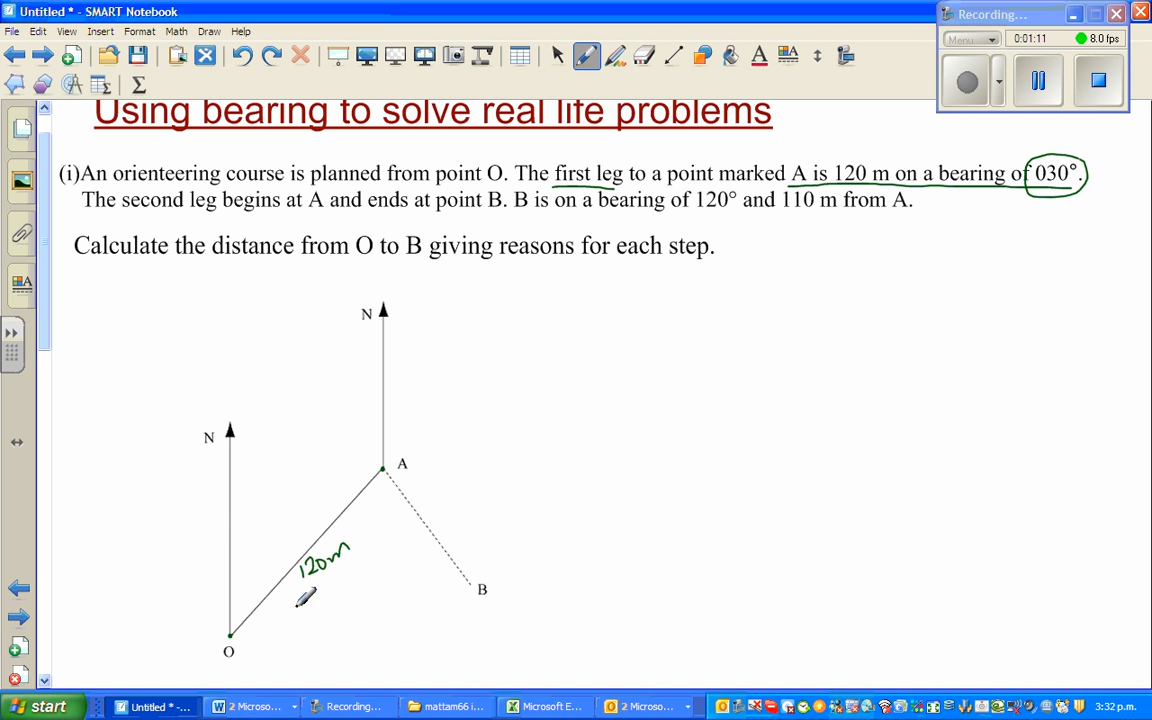 Untitled * - SMART Notebook
Recording...
File Edit View Insert Format Math Draw Help
Menu 0:01:11 8.0 fps
Using bearing to solve real life problems
(i)An orienteering course is planned from point O. The first leg to a point marked A is 120 m on a bearing of 030°.
The second leg begins at A and ends at point B. B is on a bearing of 120° and 110 m from A.
Calculate the distance from O to B giving reasons for each step.
N
N
A
120m
B
O
start Untitled * -... 2 Microso... Recording... mattam66 i... Microsoft E... 2 Microso... 3:32 p.m.